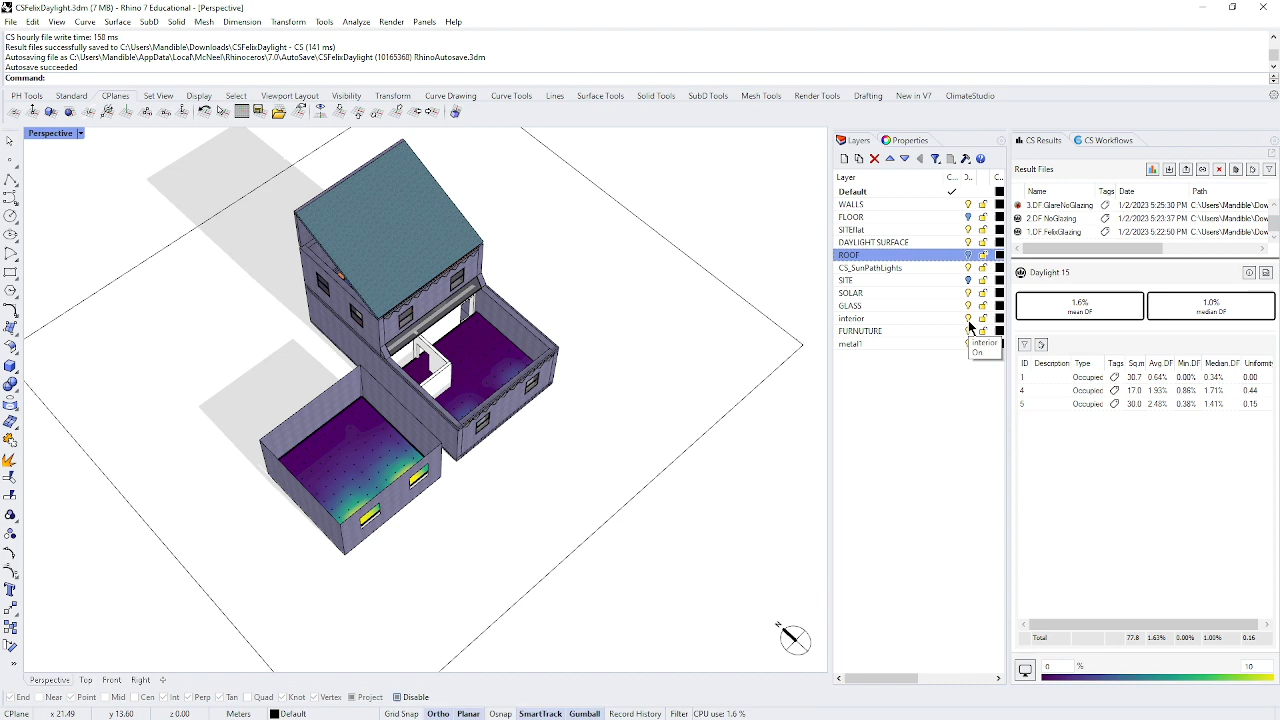 CSFelixDaylight.3dm (7 MB) - Rhino 7 Educational - [Perspective]
File Edit View Curve Surface SubD Solid Mesh Dimension Transform Tools Analyze Render Panels Help
CS hourly file write time: 158 ms
Result files successfully saved to C:\Users\Mandible\Downloads\CSFelixDaylight - CS (141 ms)
Autosaving file as C:\Users\Mandible\AppData\Local\McNeel\Rhinoceros\7.0\AutoSave\CSFelixDaylight (10165368) RhinoAutosave.3dm
Autosave succeeded
Command:
PH Tools Standard CPlanes Set View Display Select Viewport Layout Visibility Transform Curve Drawing Curve Tools Lines Surface Tools Solid Tools SubD Tools Mesh Tools Render Tools Drafting New in V7 ClimateStudio
Perspective
Layers Properties
Layer C... ... C...
Default
WALLS
FLOOR
SITEflat
DAYLIGHT SURFACE
ROOF
CS_SunPathLights
SITE
SOLAR
GLASS
interior
FURNUTURE
metal1
interior
On
CS Results CS Workflows
Result Files
Name Tags Date Path
3.DF.GlareNoGlazing 1/2/2023 5:25:30 PM C:\Users\Mandible\Dow
2.DF NoGlazing 1/2/2023 5:23:37 PM C:\Users\Mandible\Dow
1.DF FelixGlazing 1/2/2023 5:22:50 PM C:\Users\Mandible\Dow
Daylight 15
1.6% mean DF
1.0% median DF
ID Description Type Tags Sq.m Avg.DF Min.DF Median.DF Uniformity
1 Occupied 30.7 0.64% 0.00% 0.34% 0.00
4 Occupied 17.0 1.93% 0.86% 1.71% 0.44
5 Occupied 30.0 2.48% 0.38% 1.41% 0.15
Total 77.8 1.63% 0.00% 1.00% 0.16
0 % 10
N
Perspective Top Front Right
End Near Point Mid Cen Int Perp Tan Quad Knot Vertex Project Disable
CPlane x 21.49 y 13.60 z 0.00 Meters Default Grid Snap Ortho Planar Osnap SmartTrack Gumball Record History Filter CPU use: 1.6 %